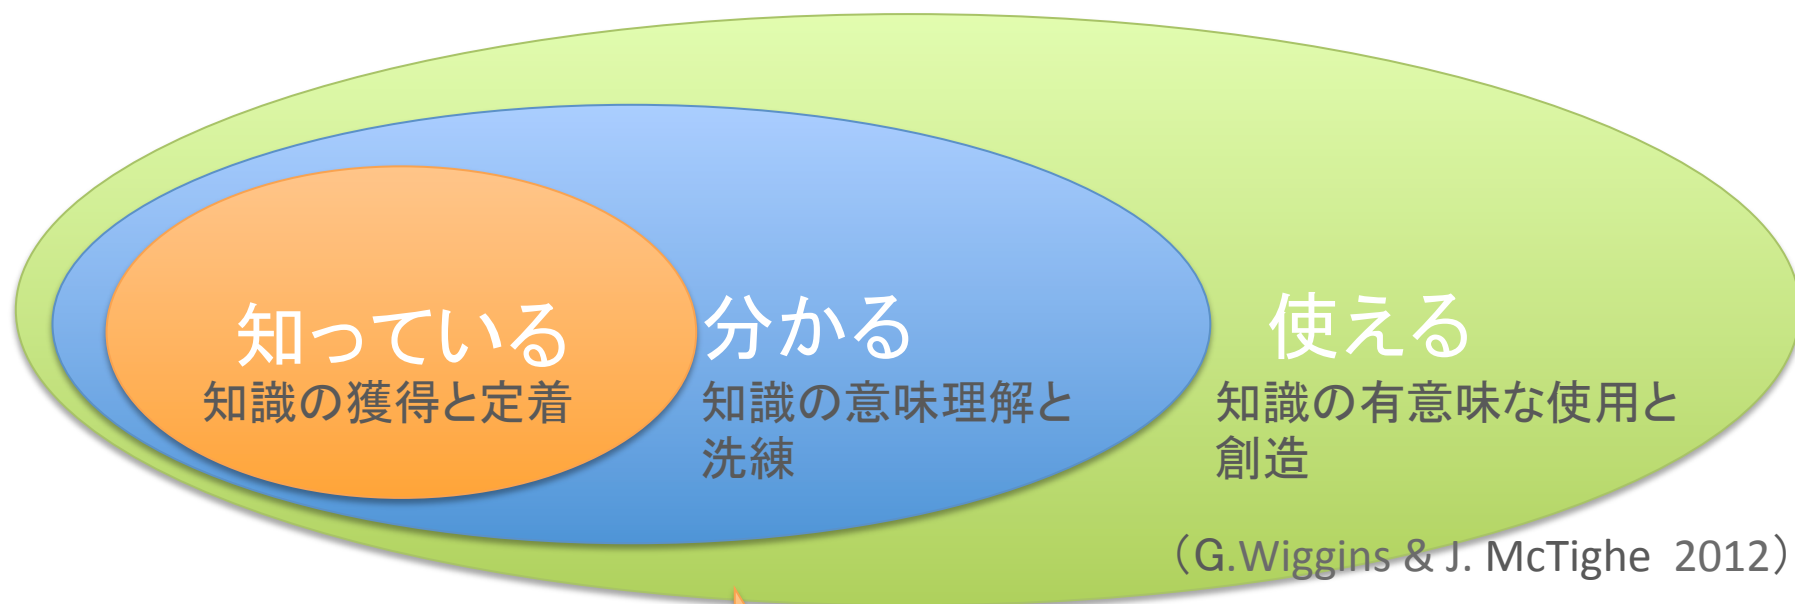 知っている
知識の獲得と定着
分かる
知識の意味理解と
洗練
使える
知識の有意味な使用と
創造
（G.Wiggins & J. McTighe 2012）